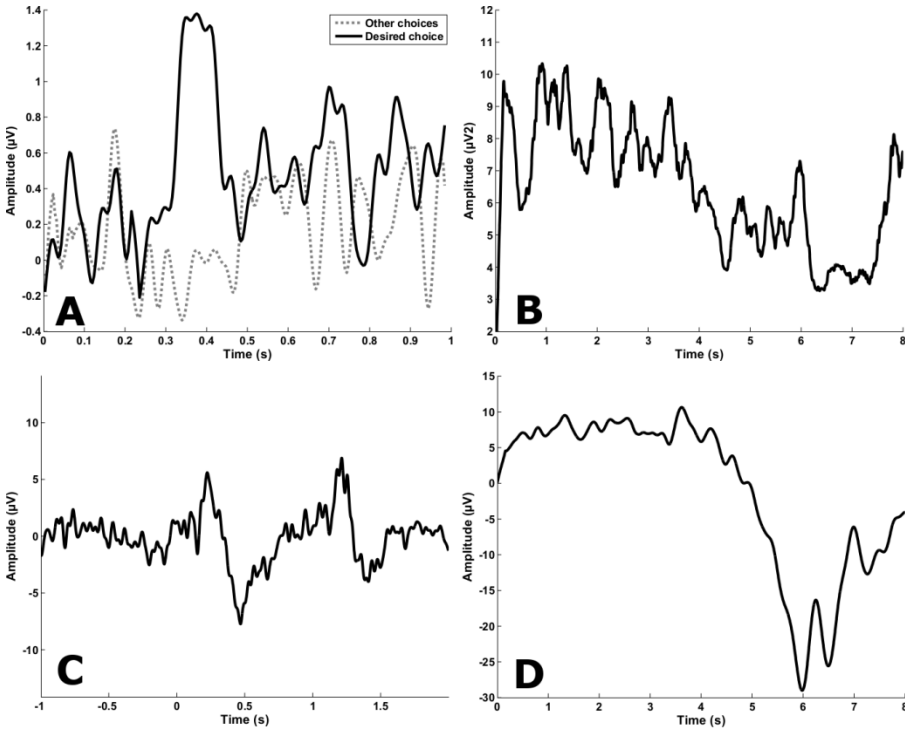 Other choices
Desired choice
Amplitude (µV)
1.4
1.2
1
0.8
0.6
0.4
0.2
0
-0.2
-0.4
A
0 0.1 0.2 0.3 0.4 0.5 0.6 0.7 0.8 0.9 1
Time (s)
Amplitude (µV2)
12
11
10
9
8
7
6
5
4
3
2
B
0 1 2 3 4 5 6 7 8
Time (s)
Amplitude (µV)
10
5
0
-5
-10
C
-1 -0.5 0 0.5 1 1.5
Time (s)
Amplitude (µV)
15
10
5
0
-5
-10
-15
-20
-25
-30
D
0 1 2 3 4 5 6 7 8
Time (s)